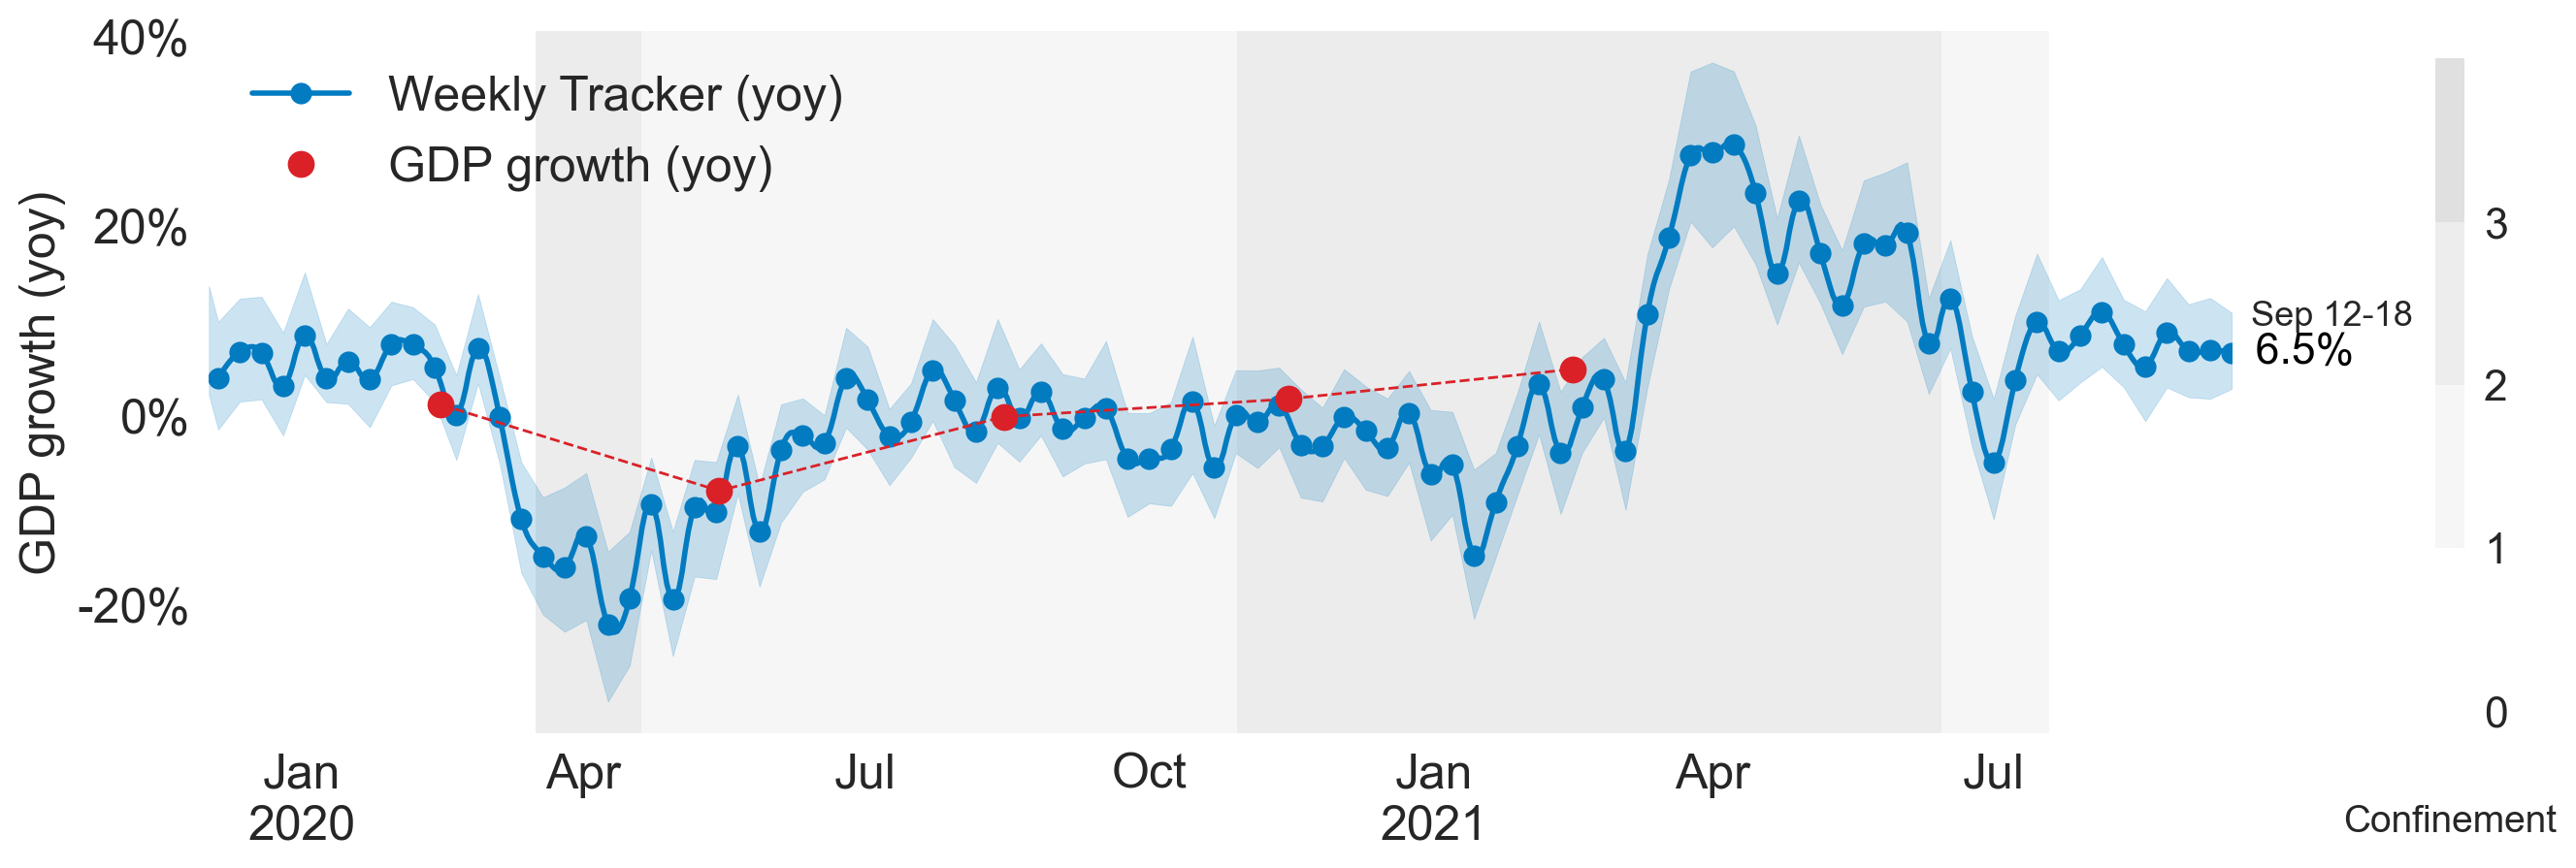 40%
20%
0%
-20%
GDP growth (yoy)
Weekly Tracker (yoy)
GDP growth (yoy)
Sep 12-18
6.5%
3
2
1
0
Jan Apr Jul Oct Jan Apr Jul
2020 2021
Confinement